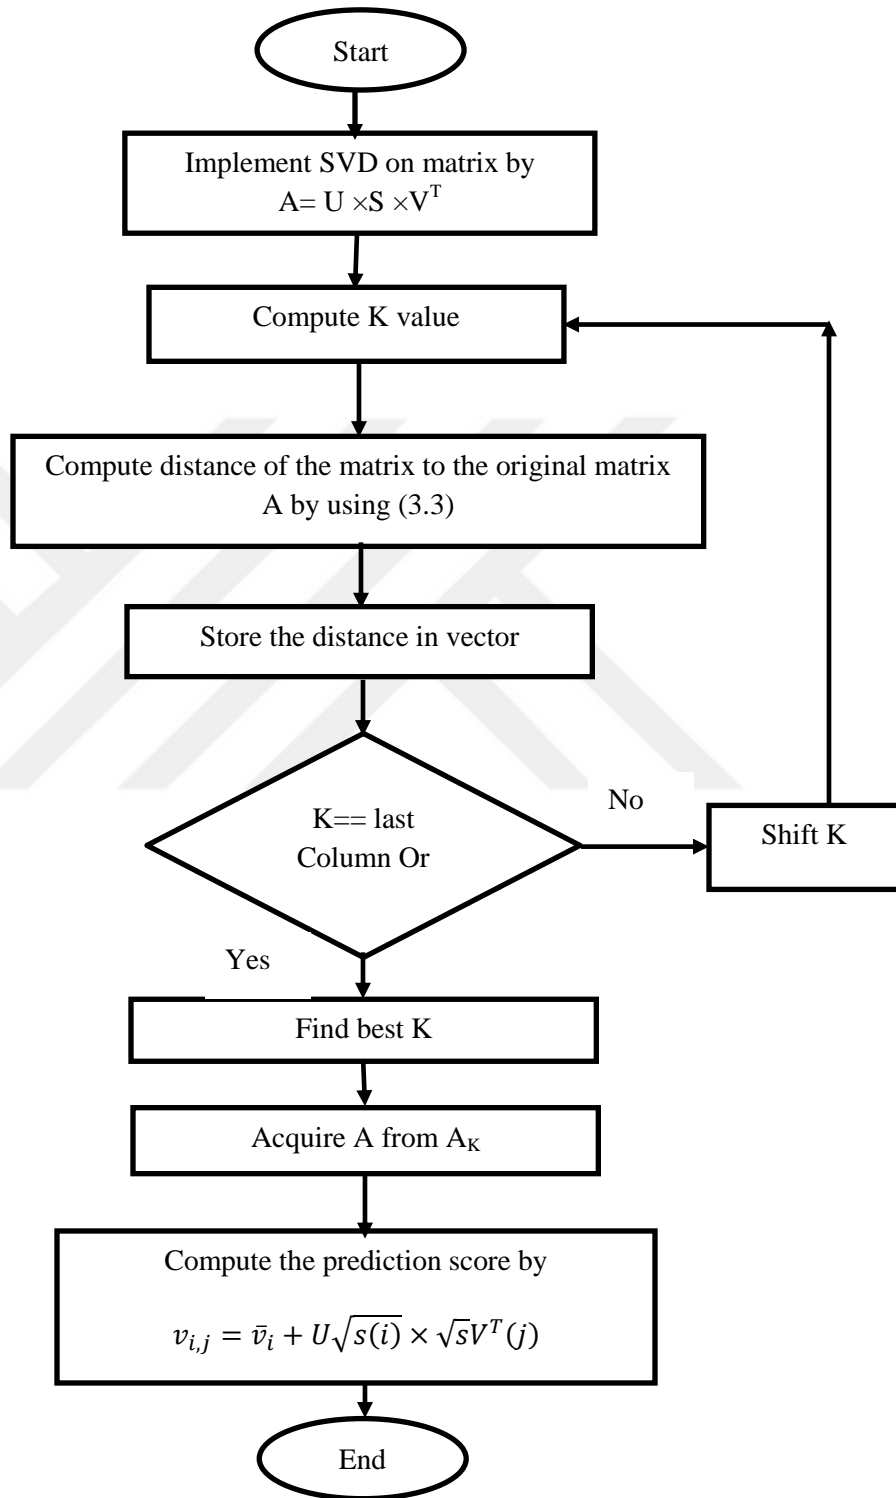 Start
Implement SVD on matrix by
A= U ×S ×Vᵀ
Compute K value
Compute distance of the matrix to the original matrix
A by using (3.3)
Store the distance in vector
K== last
Column Or
No
Shift K
Yes
Find best K
Acquire A from A_K
Compute the prediction score by
v_{i,j} = v̄_i + U√s(i) × √sV^T(j)
End